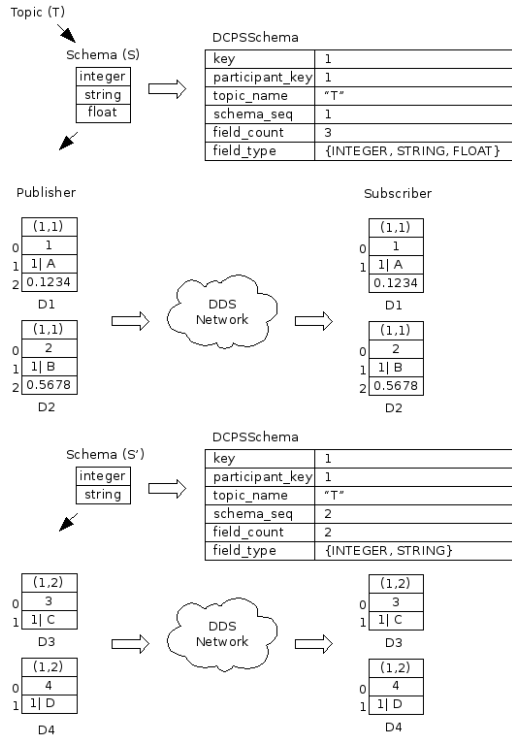 Topic (T)
Schema (S)
integer
string
float
DCPSSchema
key 1
participant_key 1
topic_name "T"
schema_seq 1
field_count 3
field_type {INTEGER, STRING, FLOAT}
Publisher
Subscriber
(1,1)
0 1
1 1| A
2 0.1234
D1
(1,1)
0 2
1 1| B
2 0.5678
D2
DDS
Network
(1,1)
0 1
1 1| A
2 0.1234
D1
(1,1)
0 2
1 1| B
2 0.5678
D2
Schema (S')
integer
string
DCPSSchema
key 1
participant_key 1
topic_name "T"
schema_seq 2
field_count 2
field_type {INTEGER, STRING}
(1,2)
0 3
1 1| C
D3
(1,2)
0 4
1 1| D
D4
DDS
Network
(1,2)
0 3
1 1| C
D3
(1,2)
0 4
1 1| D
D4